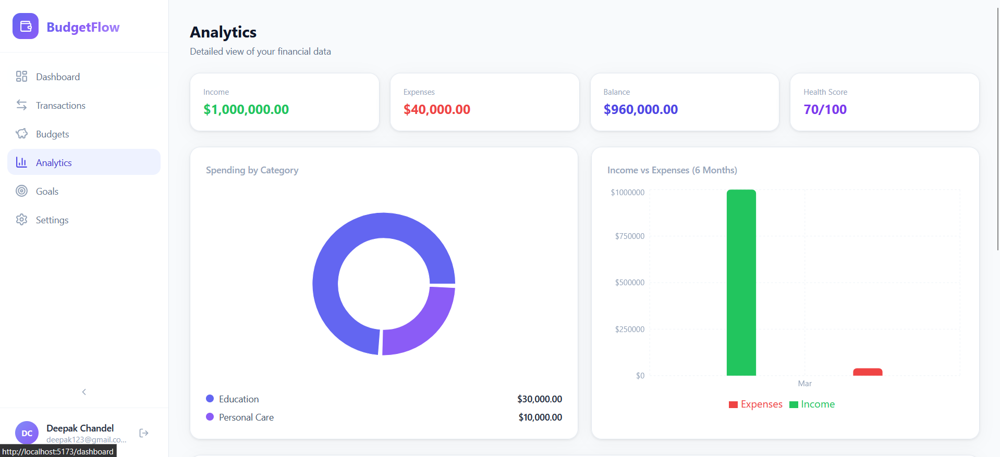 BudgetFlow
Dashboard
Transactions
Budgets
Analytics
Goals
Settings
DC
Deepak Chandel
deepak123@gmail.co...
http://localhost:5173/dashboard
Analytics
Detailed view of your financial data
Income
$1,000,000.00
Expenses
$40,000.00
Balance
$960,000.00
Health Score
70/100
Spending by Category
Education $30,000.00
Personal Care $10,000.00
Income vs Expenses (6 Months)
$1000000
$750000
$500000
$250000
$0
Mar
Expenses Income